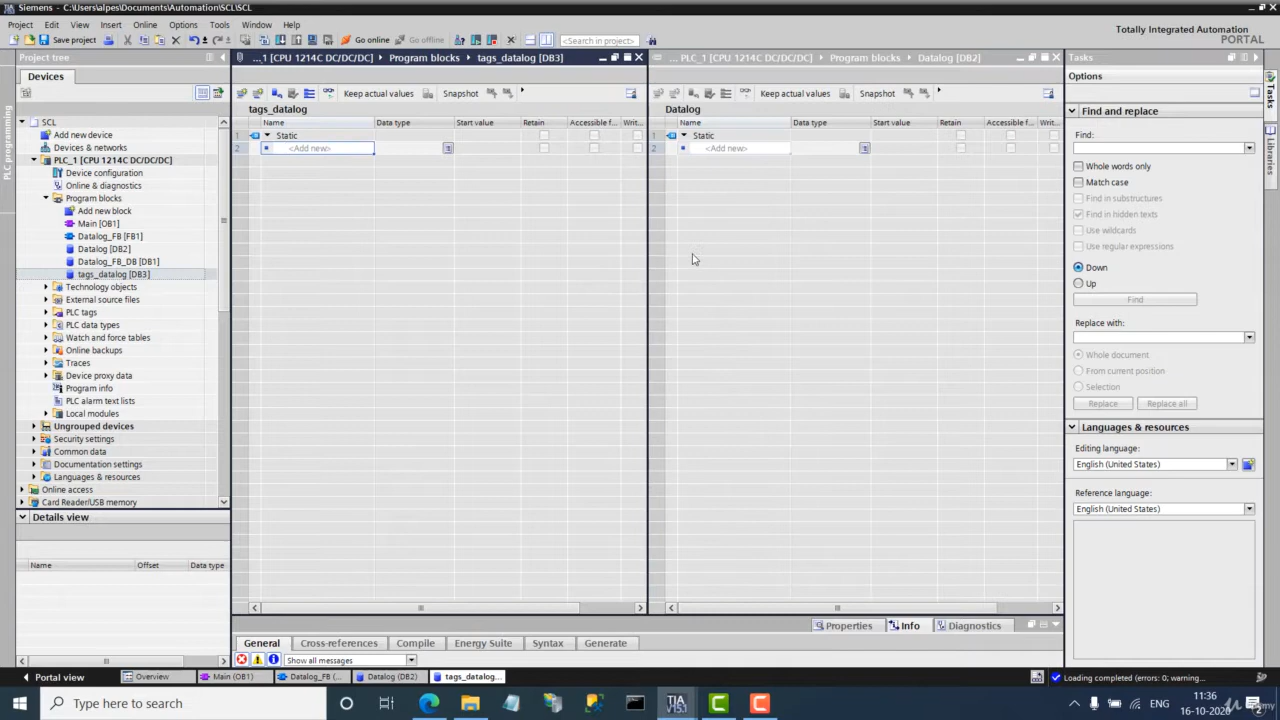 Siemens - C:\Users\alpes\Documents\Automation\SCL\SCL
Project Edit View Insert Online Options Tools Window Help
Totally Integrated Automation
PORTAL
Save project
Go online
Go offline
<Search in project>
Project tree
...1 [CPU 1214C DC/DC/DC]
Program blocks
tags_datalog [DB3]
... PLC_1 [CPU 1214C DC/DC/DC]
Program blocks
Datalog [DB2]
Tasks
Devices
Options
Keep actual values
Snapshot
Keep actual values
Snapshot
tags_datalog
Datalog
Find and replace
Name Data type Start value Retain Accessible f... Writ...
Name Data type Start value Retain Accessible f... Writ...
1 Static
1 Static
2 <Add new>
2 <Add new>
SCL
Add new device
Devices & networks
PLC_1 [CPU 1214C DC/DC/DC]
Device configuration
Online & diagnostics
Program blocks
Add new block
Main [OB1]
Datalog_FB [FB1]
Datalog [DB2]
Datalog_FB_DB [DB1]
tags_datalog [DB3]
Technology objects
External source files
PLC tags
PLC data types
Watch and force tables
Online backups
Traces
Device proxy data
Program info
PLC alarm text lists
Local modules
Ungrouped devices
Security settings
Common data
Documentation settings
Languages & resources
Online access
Card Reader/USB memory
Details view
Name Offset Data type
Find:
Whole words only
Match case
Find in substructures
Find in hidden texts
Use wildcards
Use regular expressions
Down
Up
Find
Replace with:
Whole document
From current position
Selection
Replace
Replace all
Languages & resources
Editing language:
English (United States)
Reference language:
English (United States)
PLC programming
Tasks
Libraries
Properties
Info
Diagnostics
General Cross-references Compile Energy Suite Syntax Generate
Show all messages
Portal view
Overview
Main (OB1)
Datalog_FB (...
Datalog (DB2)
tags_datalog...
Loading completed (errors: 0; warning...
Type here to search
TIA
V15.1
ENG
11:36
16-10-2020
2